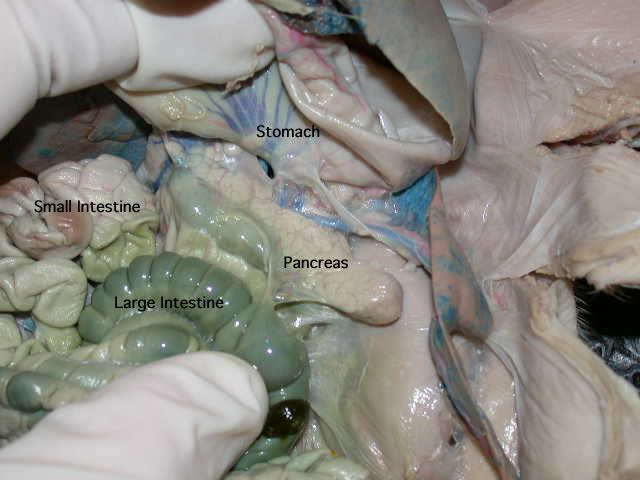 Stomach
Small Intestine
Pancreas
Large Intestine